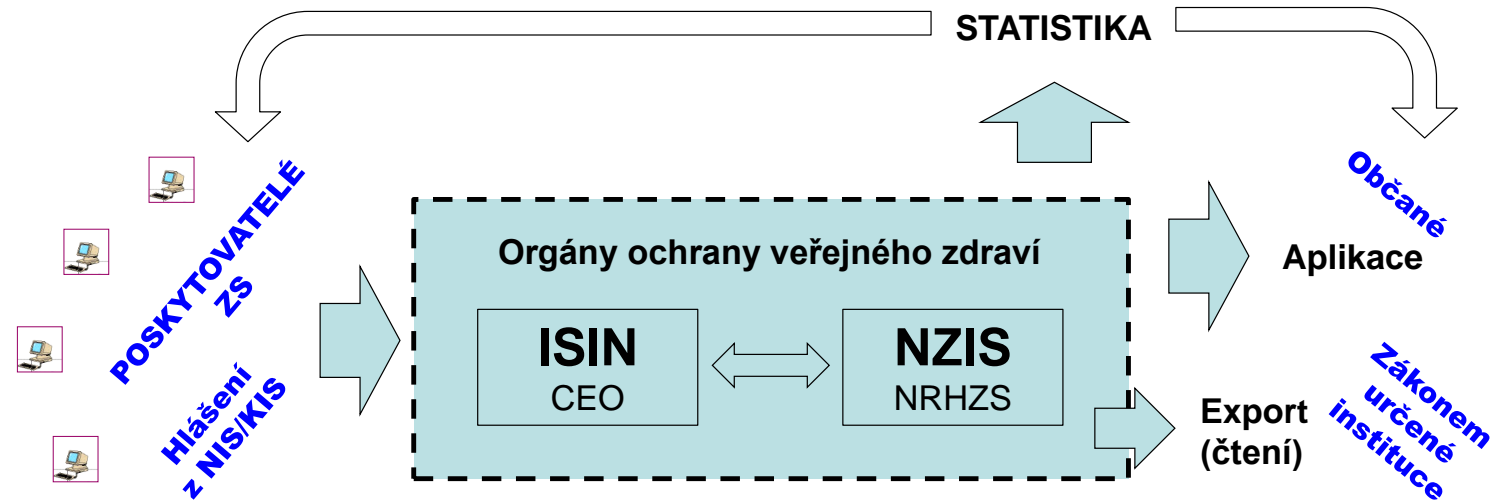 STATISTIKA
POSKYTOVATELÉ
ZS
Hlášení
z NIS/KIS
Orgány ochrany veřejného zdraví
ISIN
CEO
NZIS
NRHZS
Občané
Aplikace
Export
(čtení)
Zákonem
určené
instituce